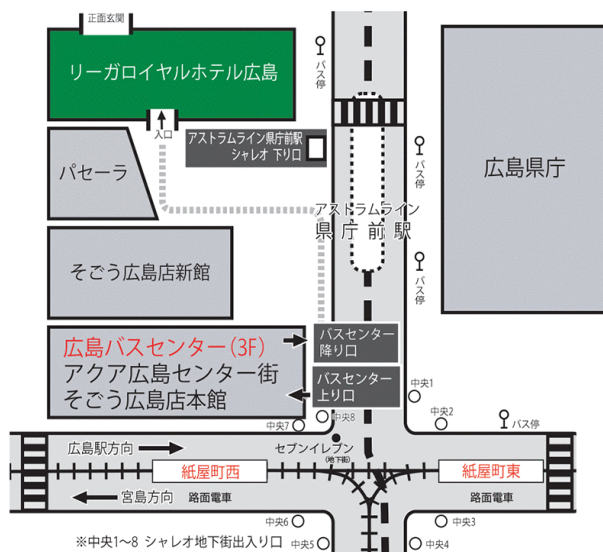 正面玄関
リーガロイヤルホテル広島
入口
バス停
アストラムライン県庁前駅
シャレオ 下り口
パセーラ
バス停
広島県庁
アストラムライン
県庁前駅
そごう広島店新館
バス停
広島バスセンター(3F)
アクア広島センター街
そごう広島店本館
バスセンター
降り口
バスセンター
上り口
中央1
中央8
中央7
中央2
バス停
広島駅方向
セブンイレブン
(地下街)
紙屋町西
紙屋町東
宮島方向
路面電車
路面電車
中央6
中央3
※中央1~8 シャレオ地下街出入り口
中央5
中央4